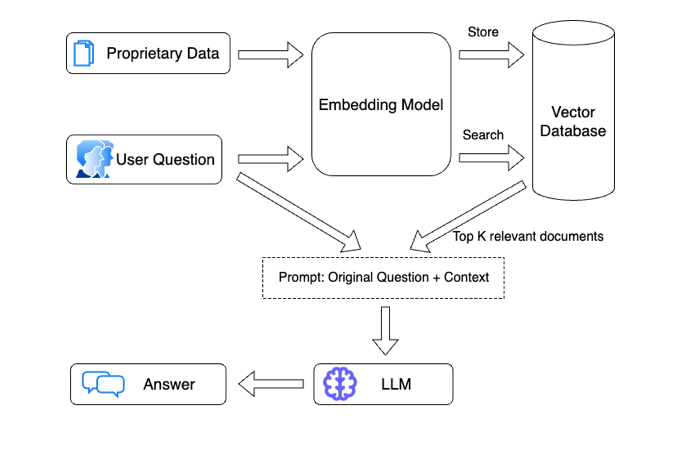 Proprietary Data
Store
Embedding Model
Vector
Database
User Question
Search
Top K relevant documents
Prompt: Original Question + Context
Answer
LLM